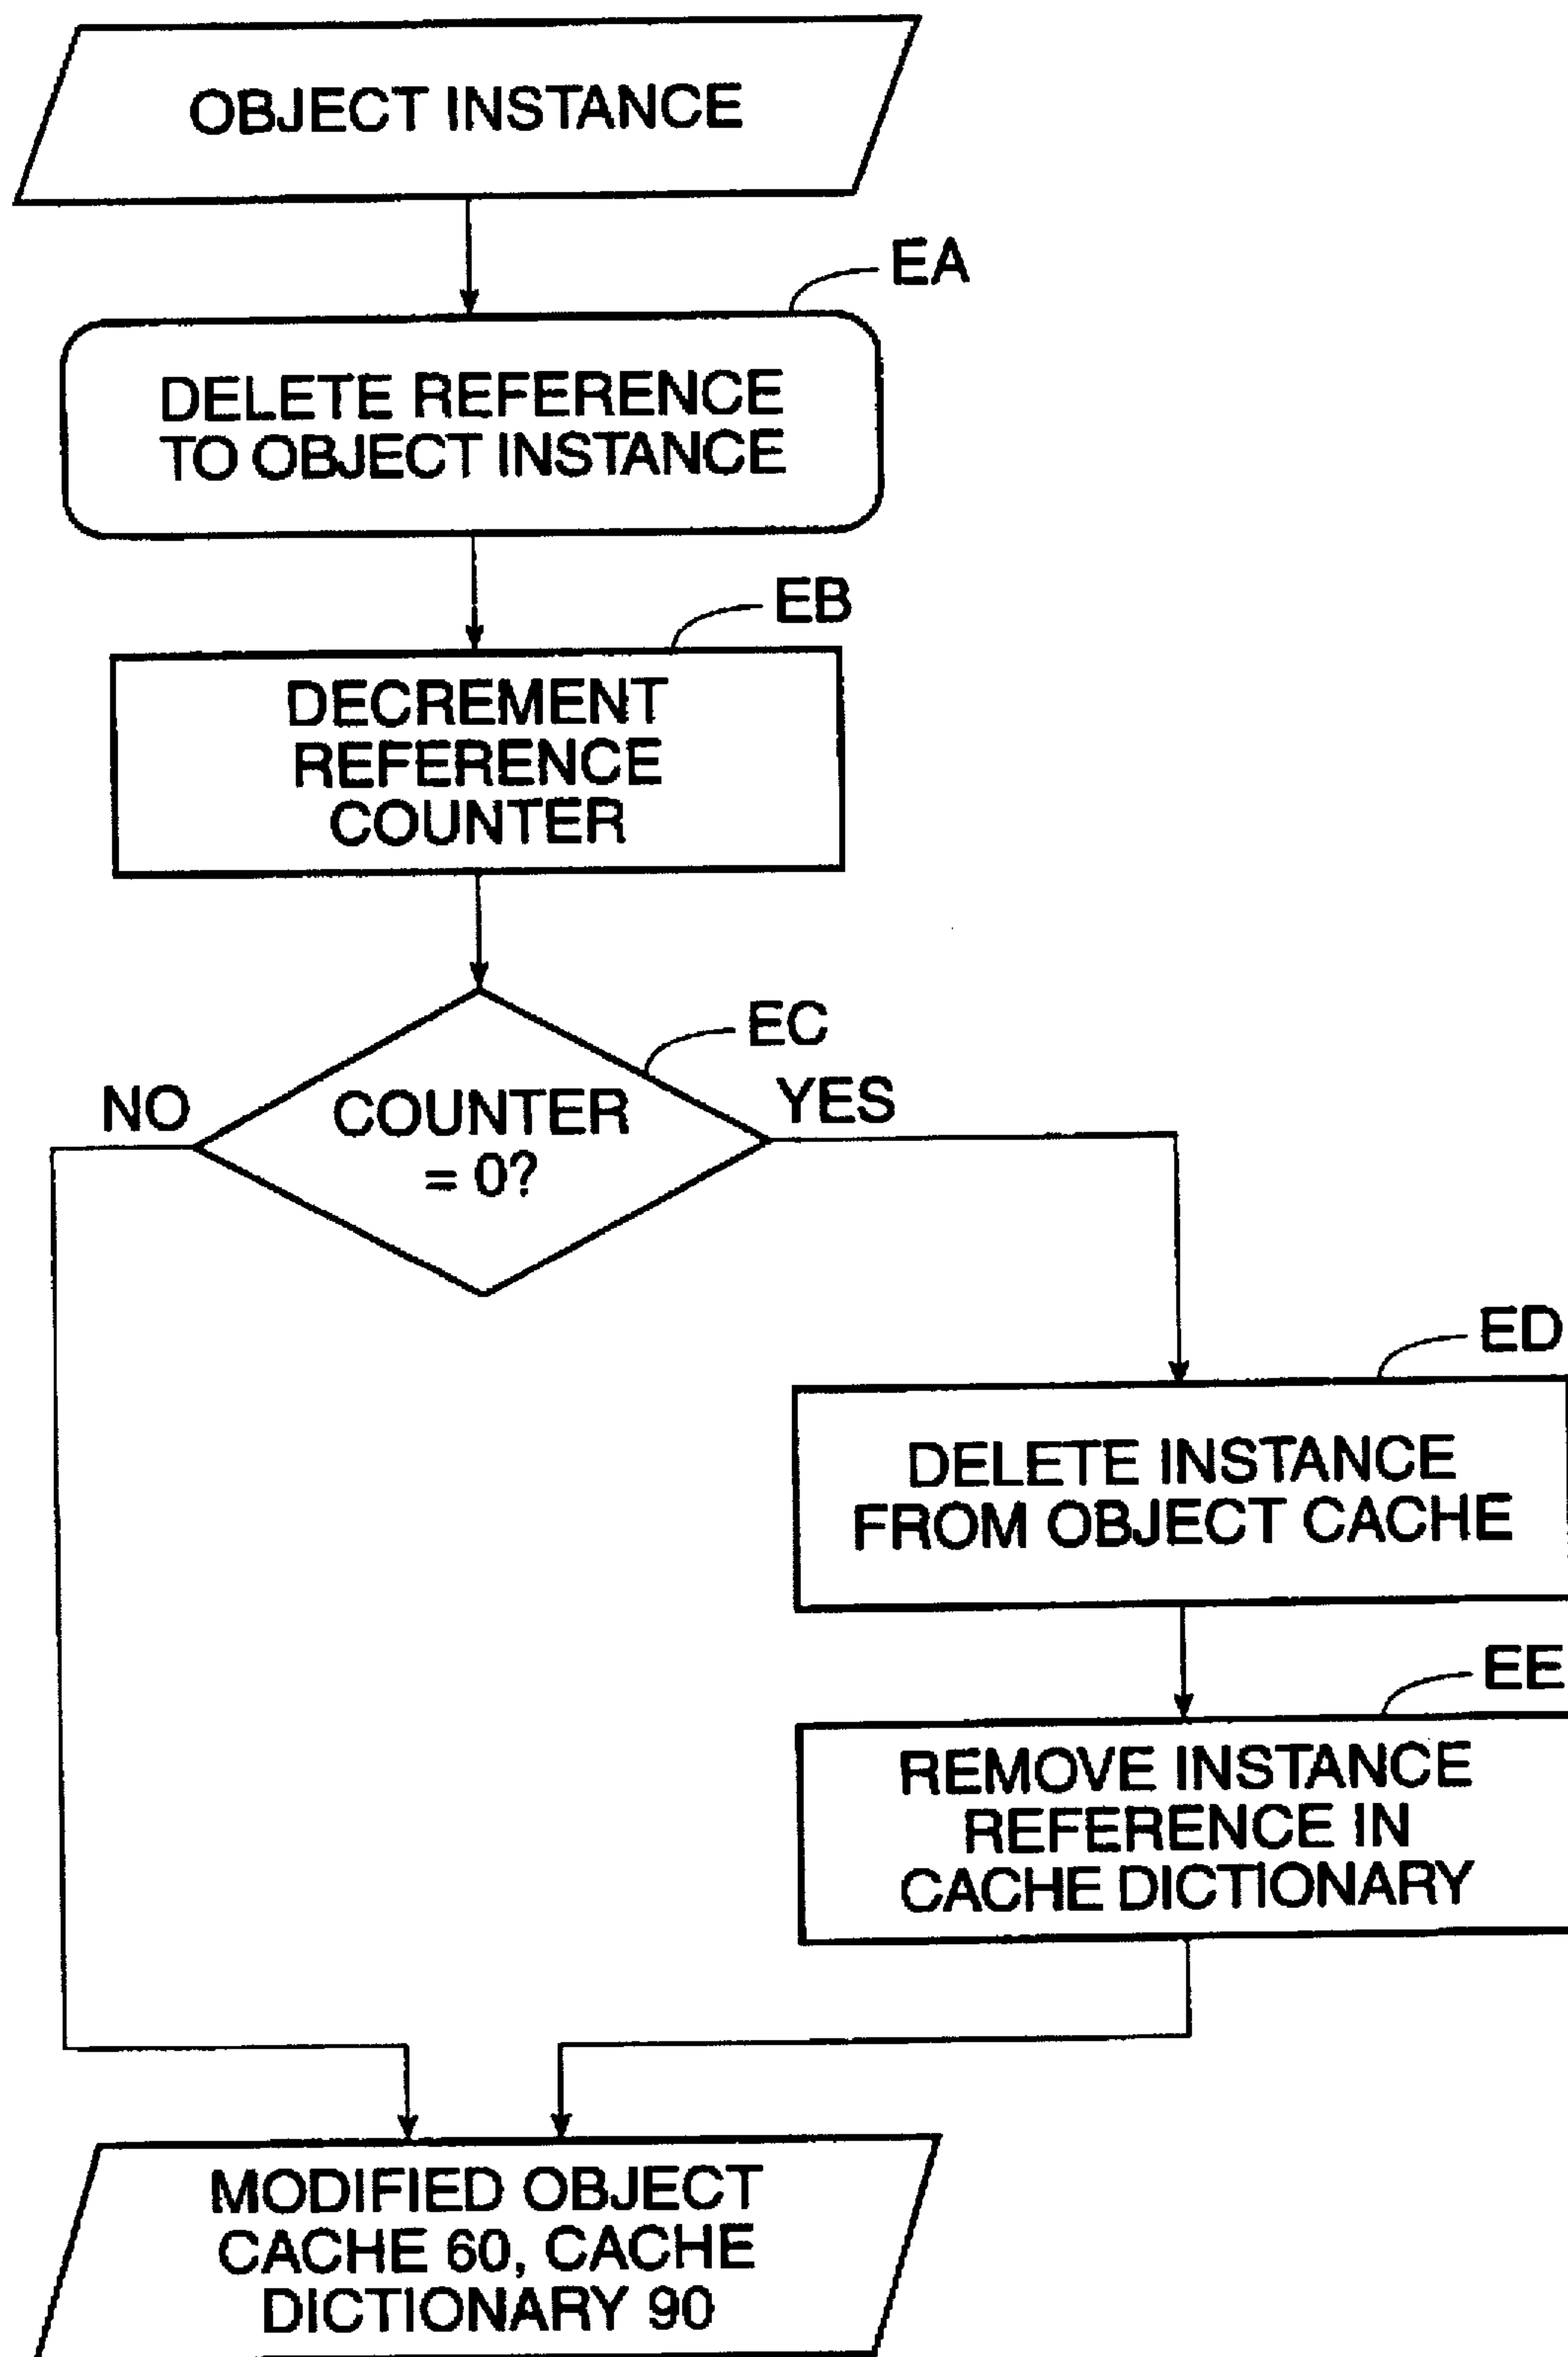 OBJECT INSTANCE
EA
DELETE REFERENCE
TO OBJECT INSTANCE
EB
DECREMENT
REFERENCE
COUNTER
EC
NO
YES
COUNTER
= 0?
ED
DELETE INSTANCE
FROM OBJECT CACHE
EE
REMOVE INSTANCE
REFERENCE IN
CACHE DICTIONARY
MODIFIED OBJECT
CACHE 60, CACHE
DICTIONARY 90